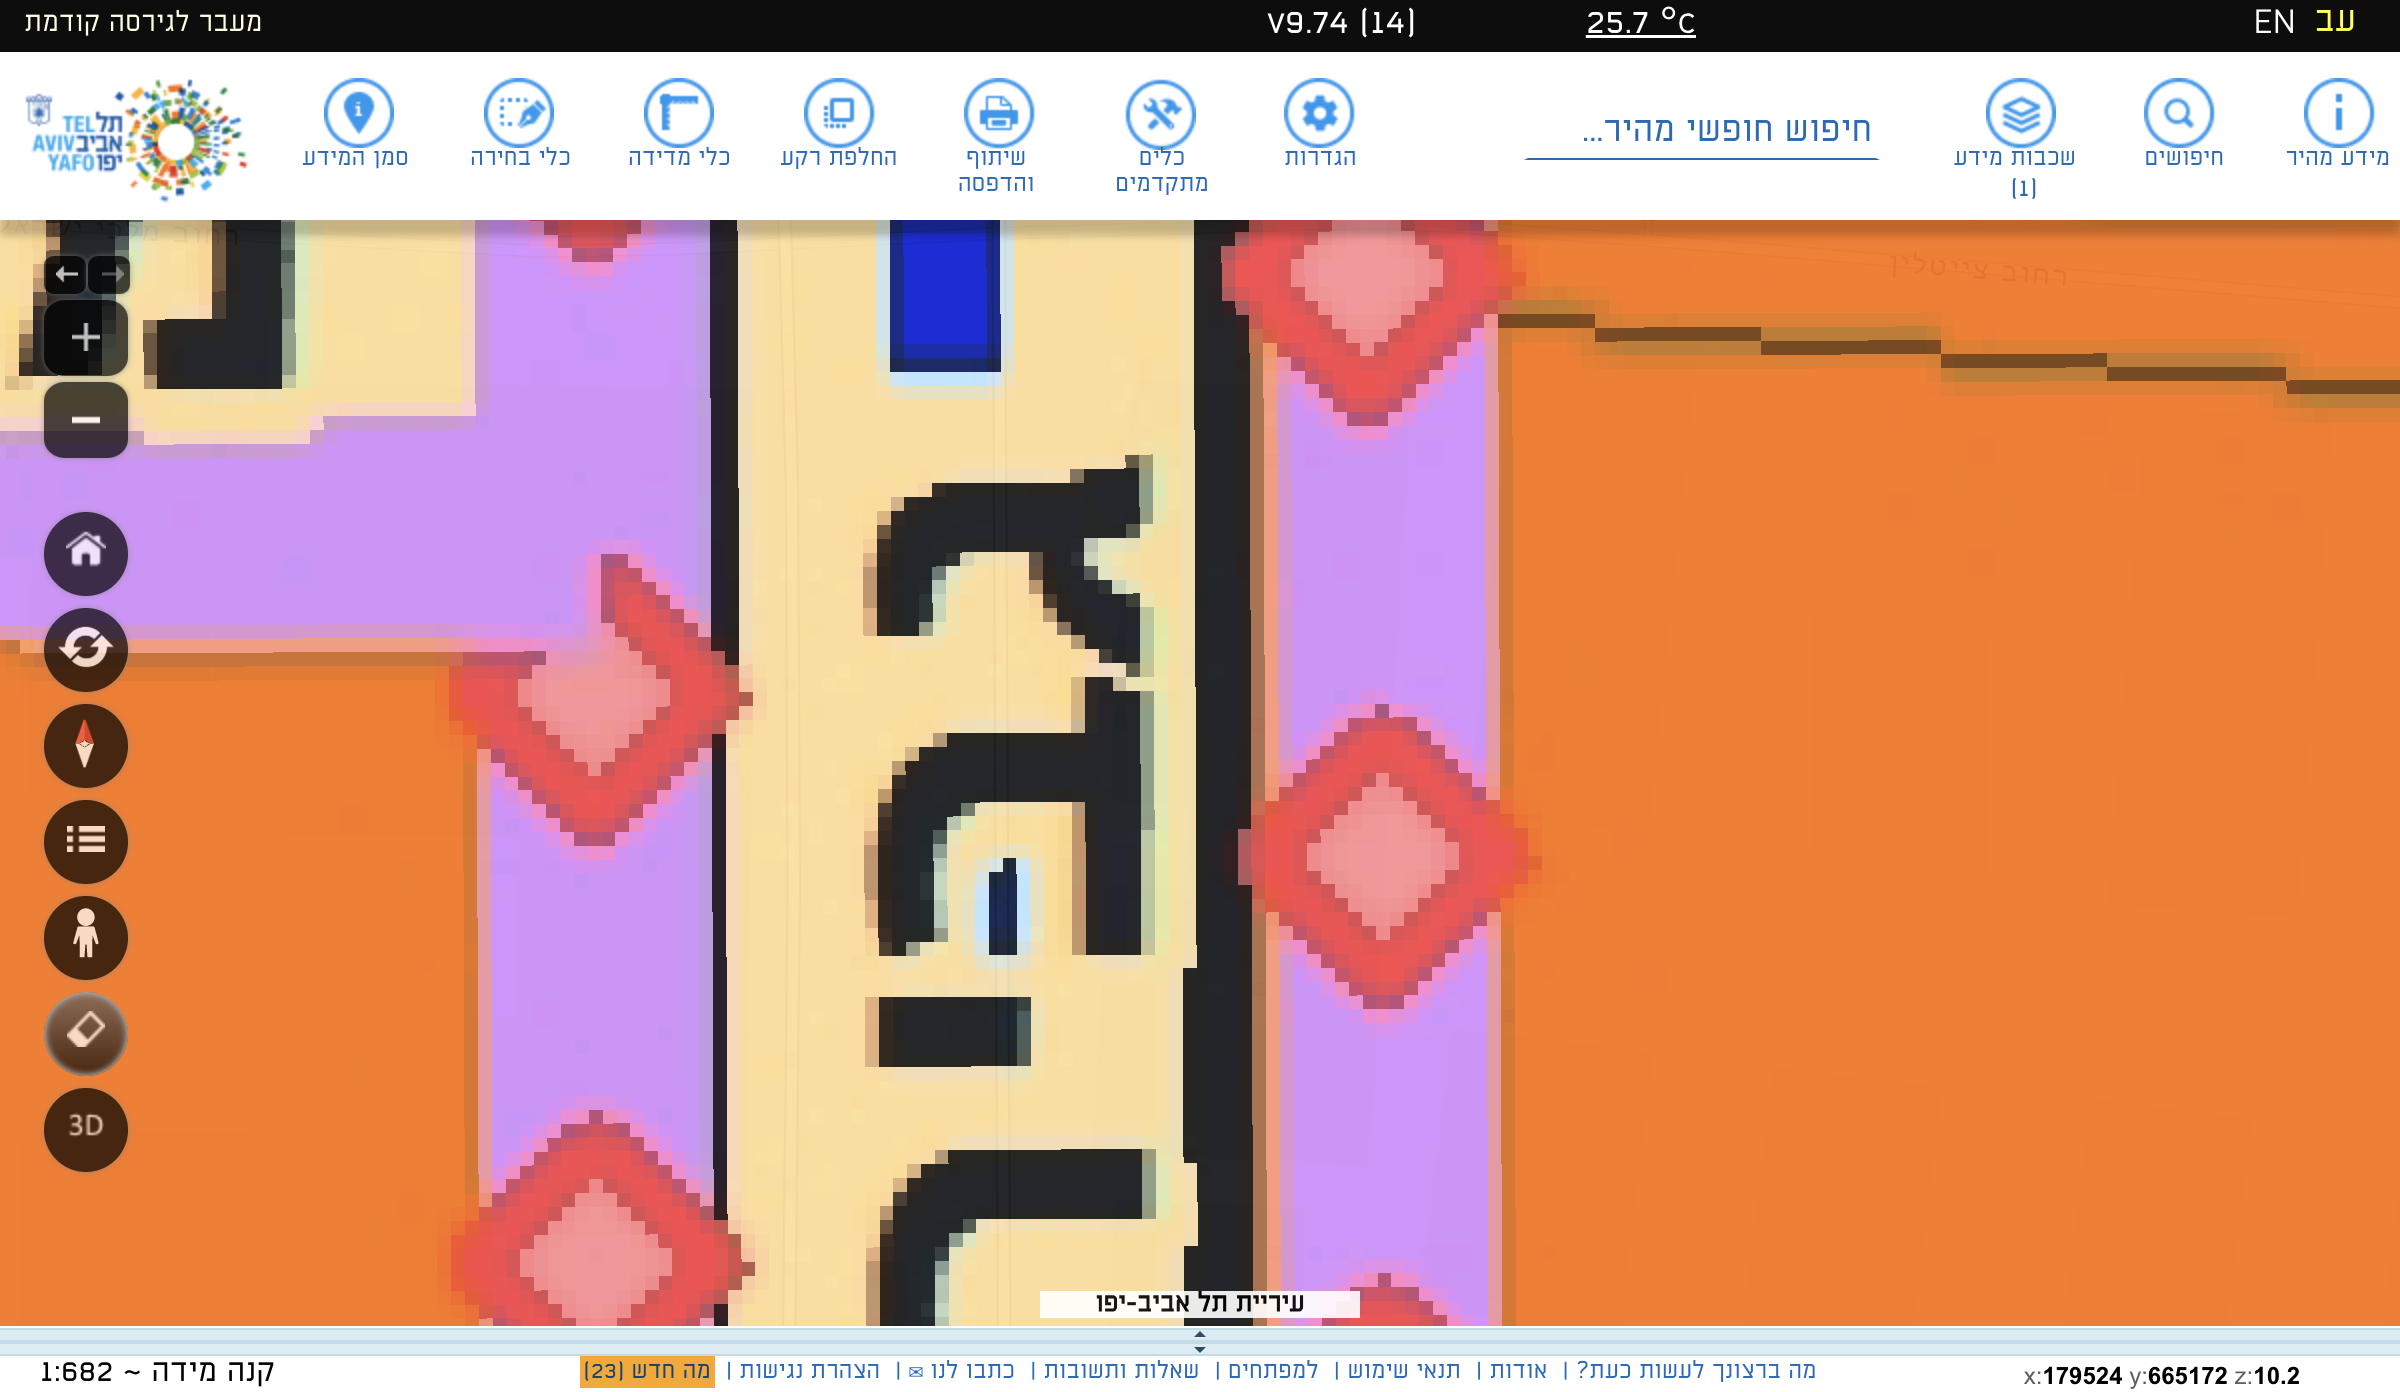 עב EN
25.7 °C
V9.74 (14)
מעבר לגירסה קודמת
מידע מהיר
חיפושים
שכבות מידע
(1)
חיפוש חופשי מהיר...
הגדרות
כלים
מתקדמים
שיתוף
והדפסה
החלפת רקע
כלי מדידה
כלי בחירה
סמן המידע
תל TEL
אביב AVIV
יפו YAFO
רחוב צייטלין
3D
עיריית תל אביב-יפו
מה ברצונך לעשות כעת? | אודות | תנאי שימוש | למפתחים | שאלות ותשובות | כתבו לנו ✉ | הצהרת נגישות | מה חדש (23)
x:179524 y:665172 z:10.2
קנה מידה ~ 1:682